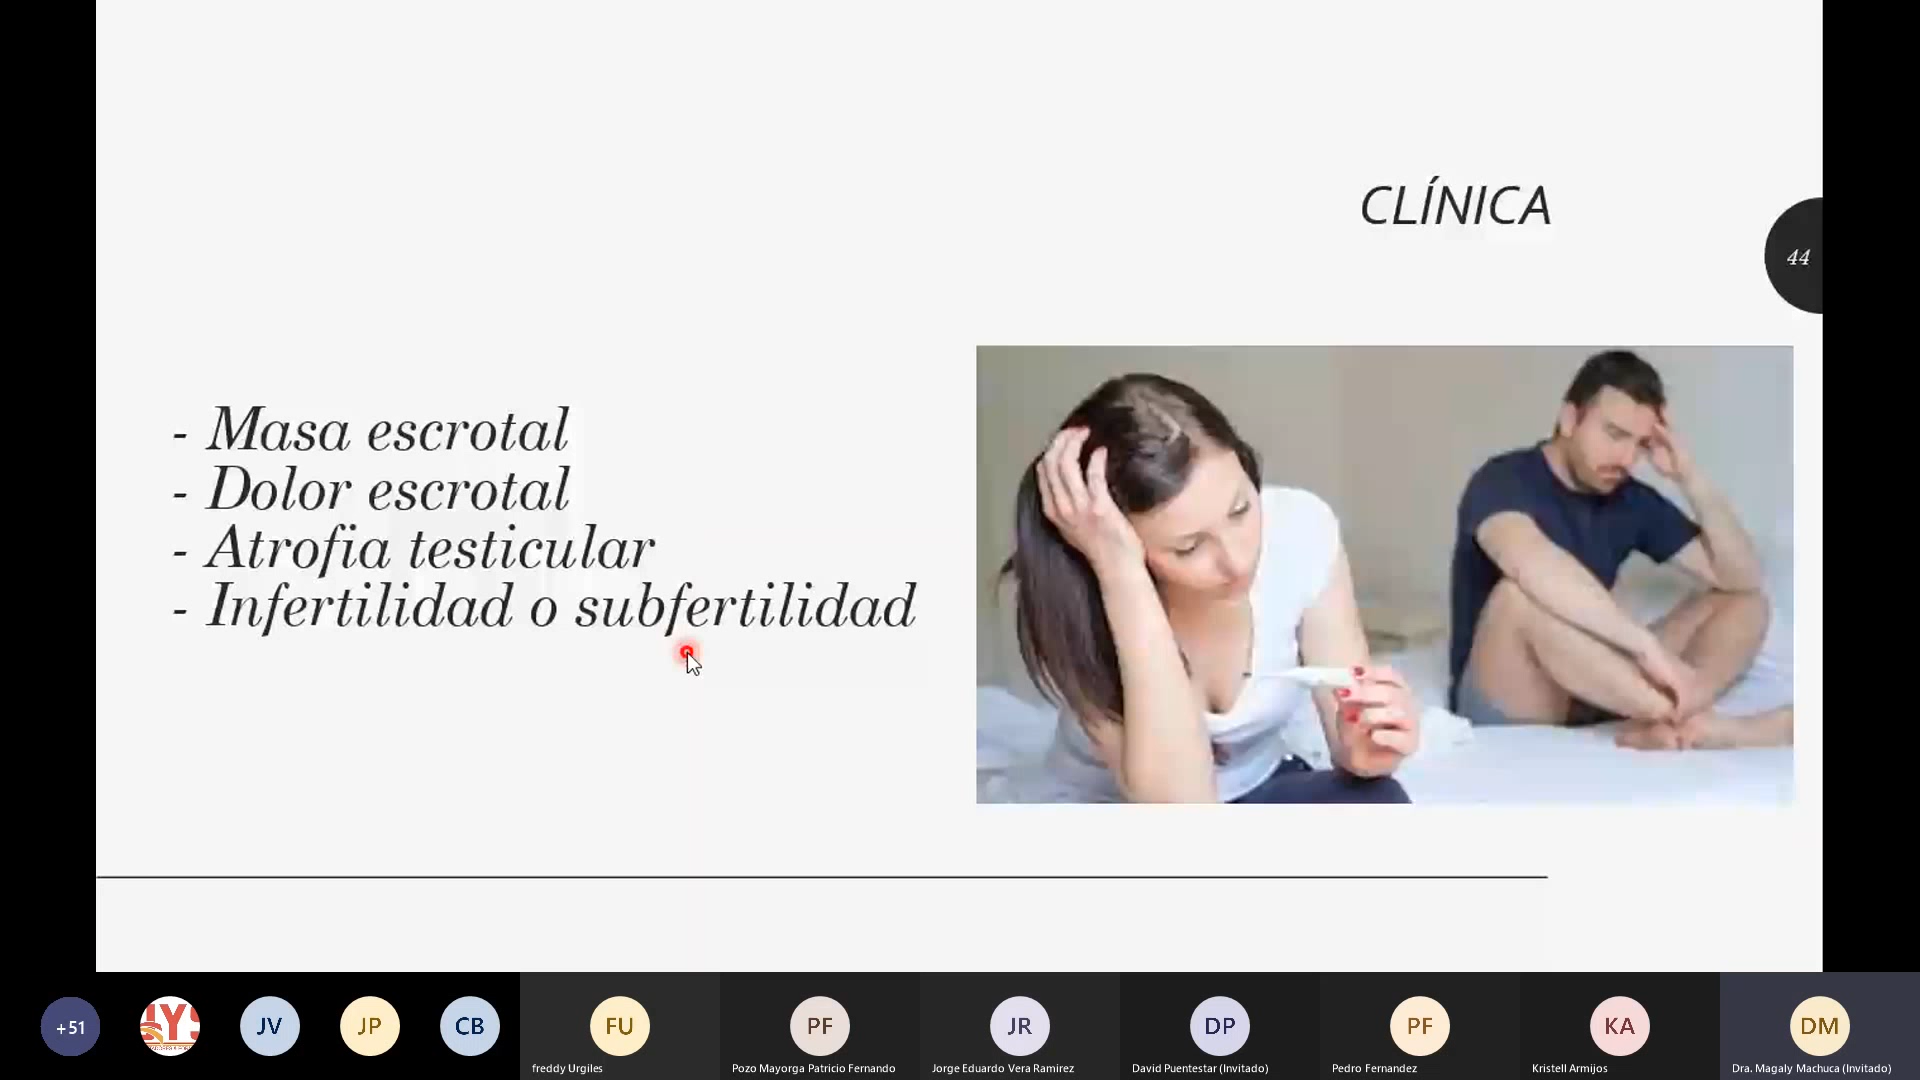 CLÍNICA
44
- Masa escrotal
- Dolor escrotal
- Atrofia testicular
- Infertilidad o subfertilidad
+51
JV
JP
CB
FU
freddy Urgiles
PF
Pozo Mayorga Patricio Fernando
JR
Jorge Eduardo Vera Ramirez
DP
David Puentestar (Invitado)
PF
Pedro Fernandez
KA
Kristell Armijos
DM
Dra. Magaly Machuca (Invitado)